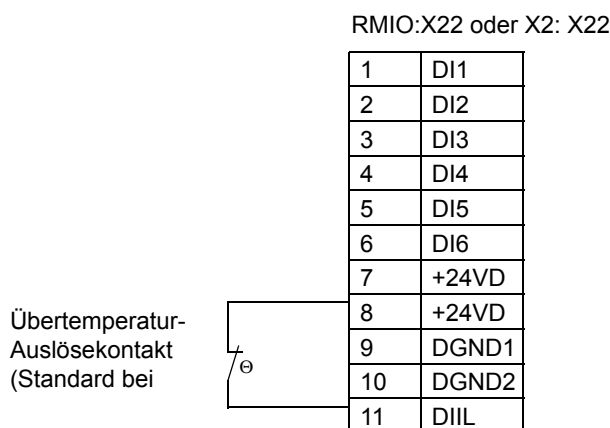 RMIO:X22 oder X2: X22
1 DI1
2 DI2
3 DI3
4 DI4
5 DI5
6 DI6
7 +24VD
8 +24VD
9 DGND1
10 DGND2
11 DIIL
Übertemperatur-
Auslösekontakt
(Standard bei
Θ